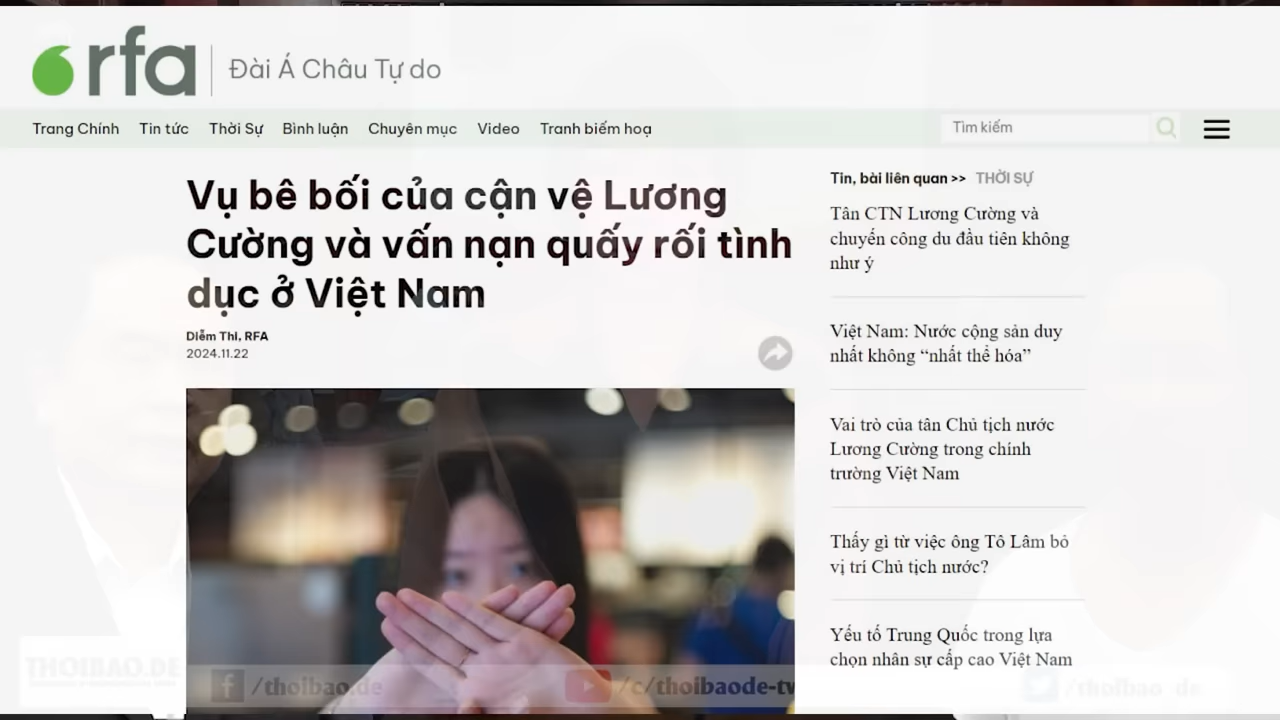 rfa
Đài Á Châu Tự do
Trang Chính Tin tức Thời Sự Bình luận Chuyên mục Video Tranh biếm hoạ Tìm kiếm
Vụ bê bối của cận vệ Lương
Cường và vấn nạn quấy rối tình
dục ở Việt Nam
Diễm Thi, RFA
2024.11.22
Tin, bài liên quan >> THỜI SỰ
Tân CTN Lương Cường và
chuyến công du đầu tiên không
như ý
Việt Nam: Nước cộng sản duy
nhất không “nhất thể hóa”
Vai trò của tân Chủ tịch nước
Lương Cường trong chính
trường Việt Nam
Thấy gì từ việc ông Tô Lâm bỏ
vị trí Chủ tịch nước?
Yếu tố Trung Quốc trong lựa
chọn nhân sự cấp cao Việt Nam
THOIBAO.DE
/thoibao.de
/c/thoibaode-tv
/thoibao_de